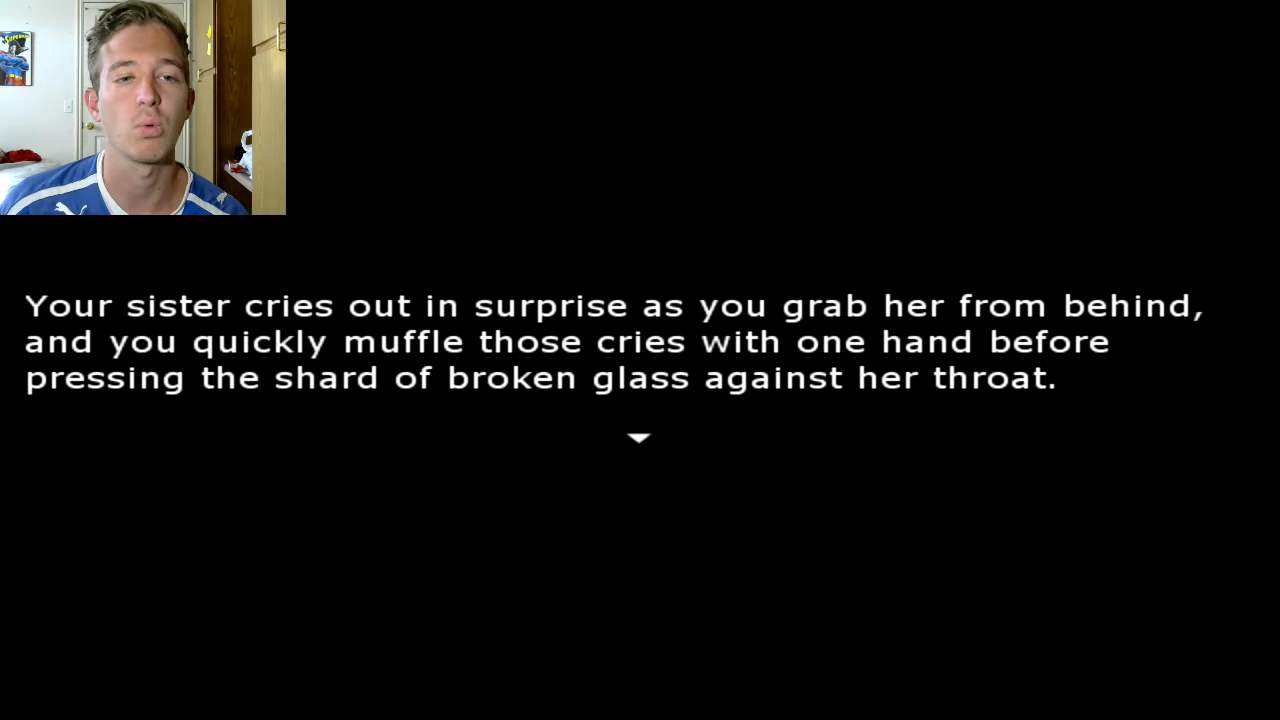 SUPERMAN
Your sister cries out in surprise as you grab her from behind,
and you quickly muffle those cries with one hand before
pressing the shard of broken glass against her throat.